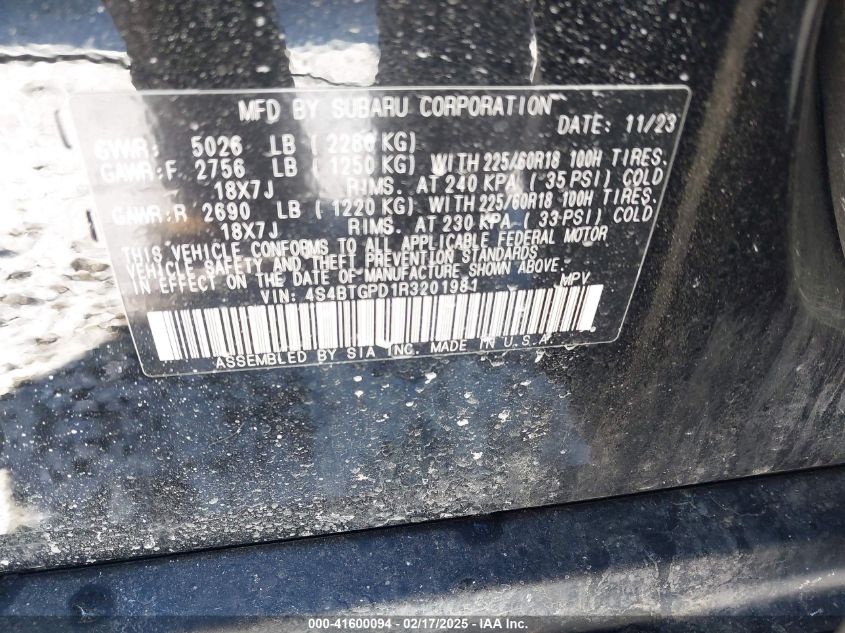 MFD BY SUBARU CORPORATION
DATE: 11/23
GVWR: 5026 LB ( 2280 KG)
GAWR:F 2756 LB ( 1250 KG) WITH 225/60R18 100H TIRES.
18X7J RIMS. AT 240 KPA ( 35 PSI) COLD
GAWR:R 2690 LB ( 1220 KG) WITH 225/60R18 100H TIRES.
18X7J RIMS. AT 230 KPA ( 33 PSI) COLD
THIS VEHICLE CONFORMS TO ALL APPLICABLE FEDERAL MOTOR
VEHICLE SAFETY AND THEFT PREVENTION STANDARDS
IN EFFECT ON THE DATE OF MANUFACTURE SHOWN ABOVE.
VIN: 4S4BTGPD1R3201981 MPV
ASSEMBLED BY SIA INC. MADE IN U.S.A.
000-41600094 - 02/17/2025 - IAA Inc.